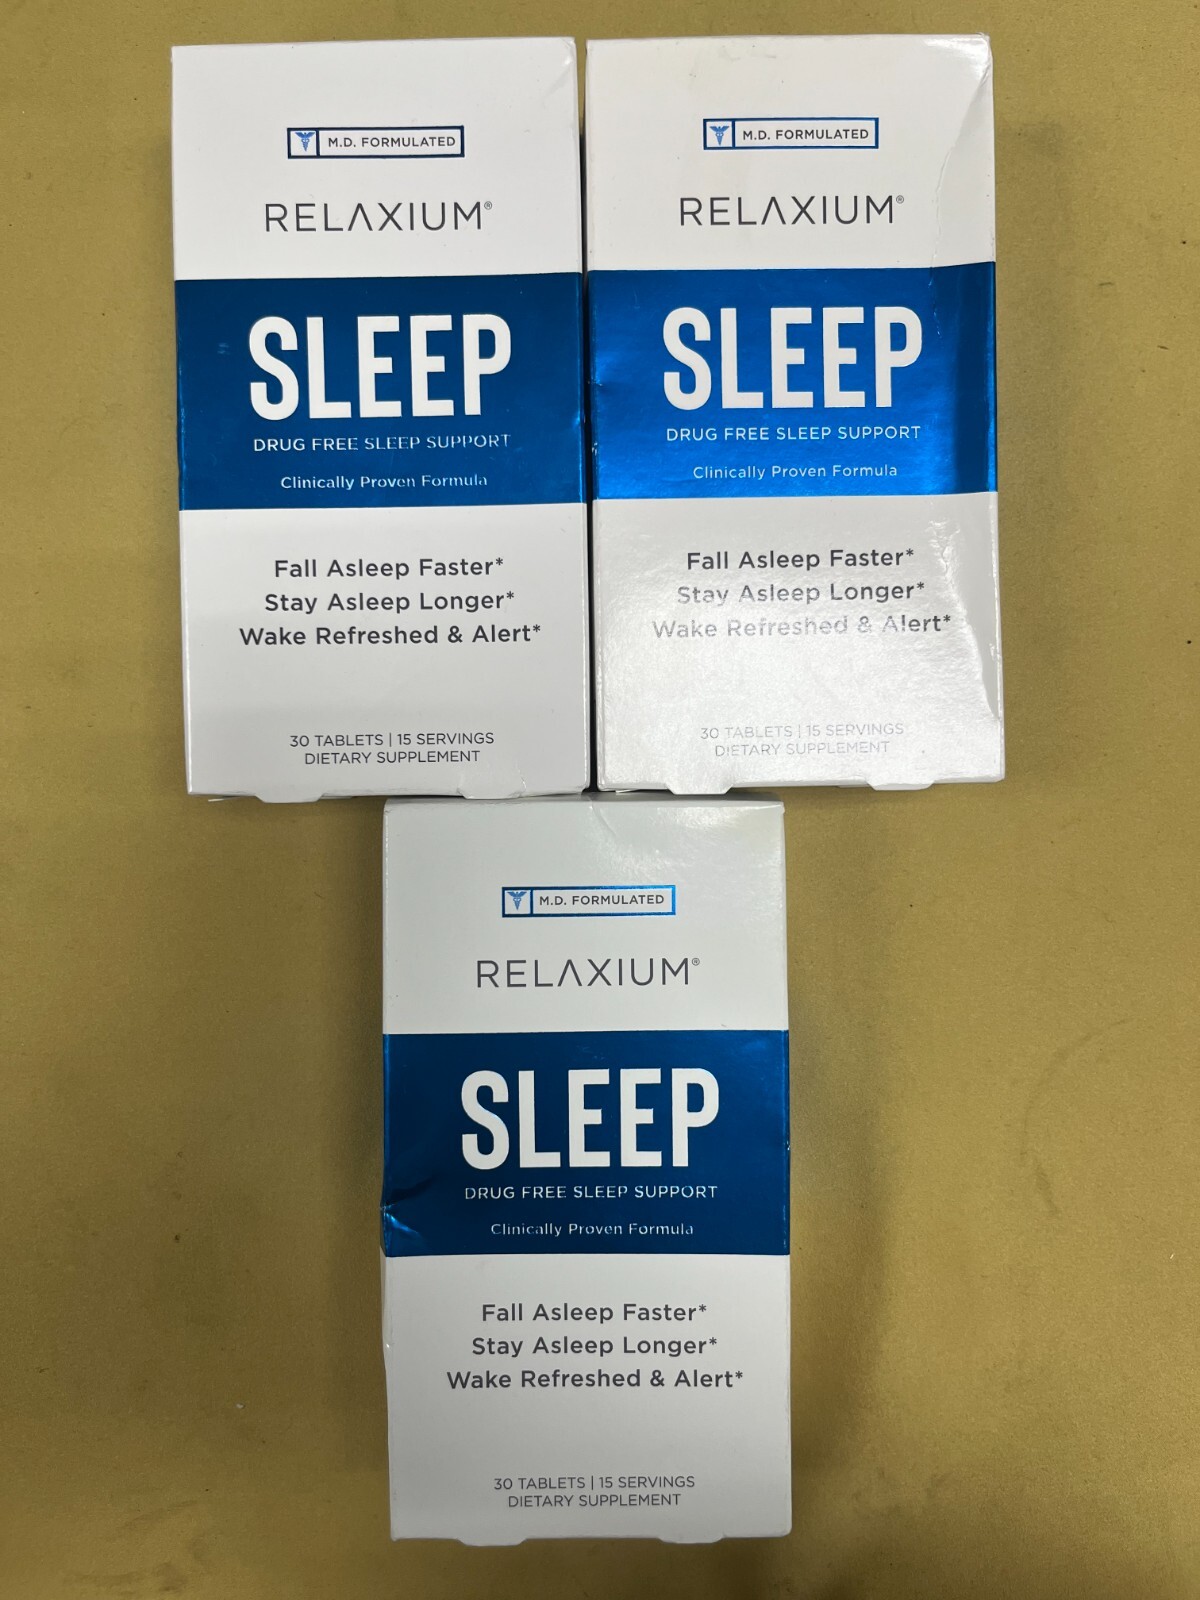 M.D. FORMULATED
RELAXIUM®
SLEEP
DRUG FREE SLEEP SUPPORT
Clinically Proven Formula
Fall Asleep Faster*
Stay Asleep Longer*
Wake Refreshed & Alert*
30 TABLETS | 15 SERVINGS
DIETARY SUPPLEMENT
M.D. FORMULATED
RELAXIUM®
SLEEP
DRUG FREE SLEEP SUPPORT
Clinically Proven Formula
Fall Asleep Faster*
Stay Asleep Longer*
Wake Refreshed & Alert*
30 TABLETS | 15 SERVINGS
DIETARY SUPPLEMENT
M.D. FORMULATED
RELAXIUM®
SLEEP
DRUG FREE SLEEP SUPPORT
Clinically Proven Formula
Fall Asleep Faster*
Stay Asleep Longer*
Wake Refreshed & Alert*
30 TABLETS | 15 SERVINGS
DIETARY SUPPLEMENT